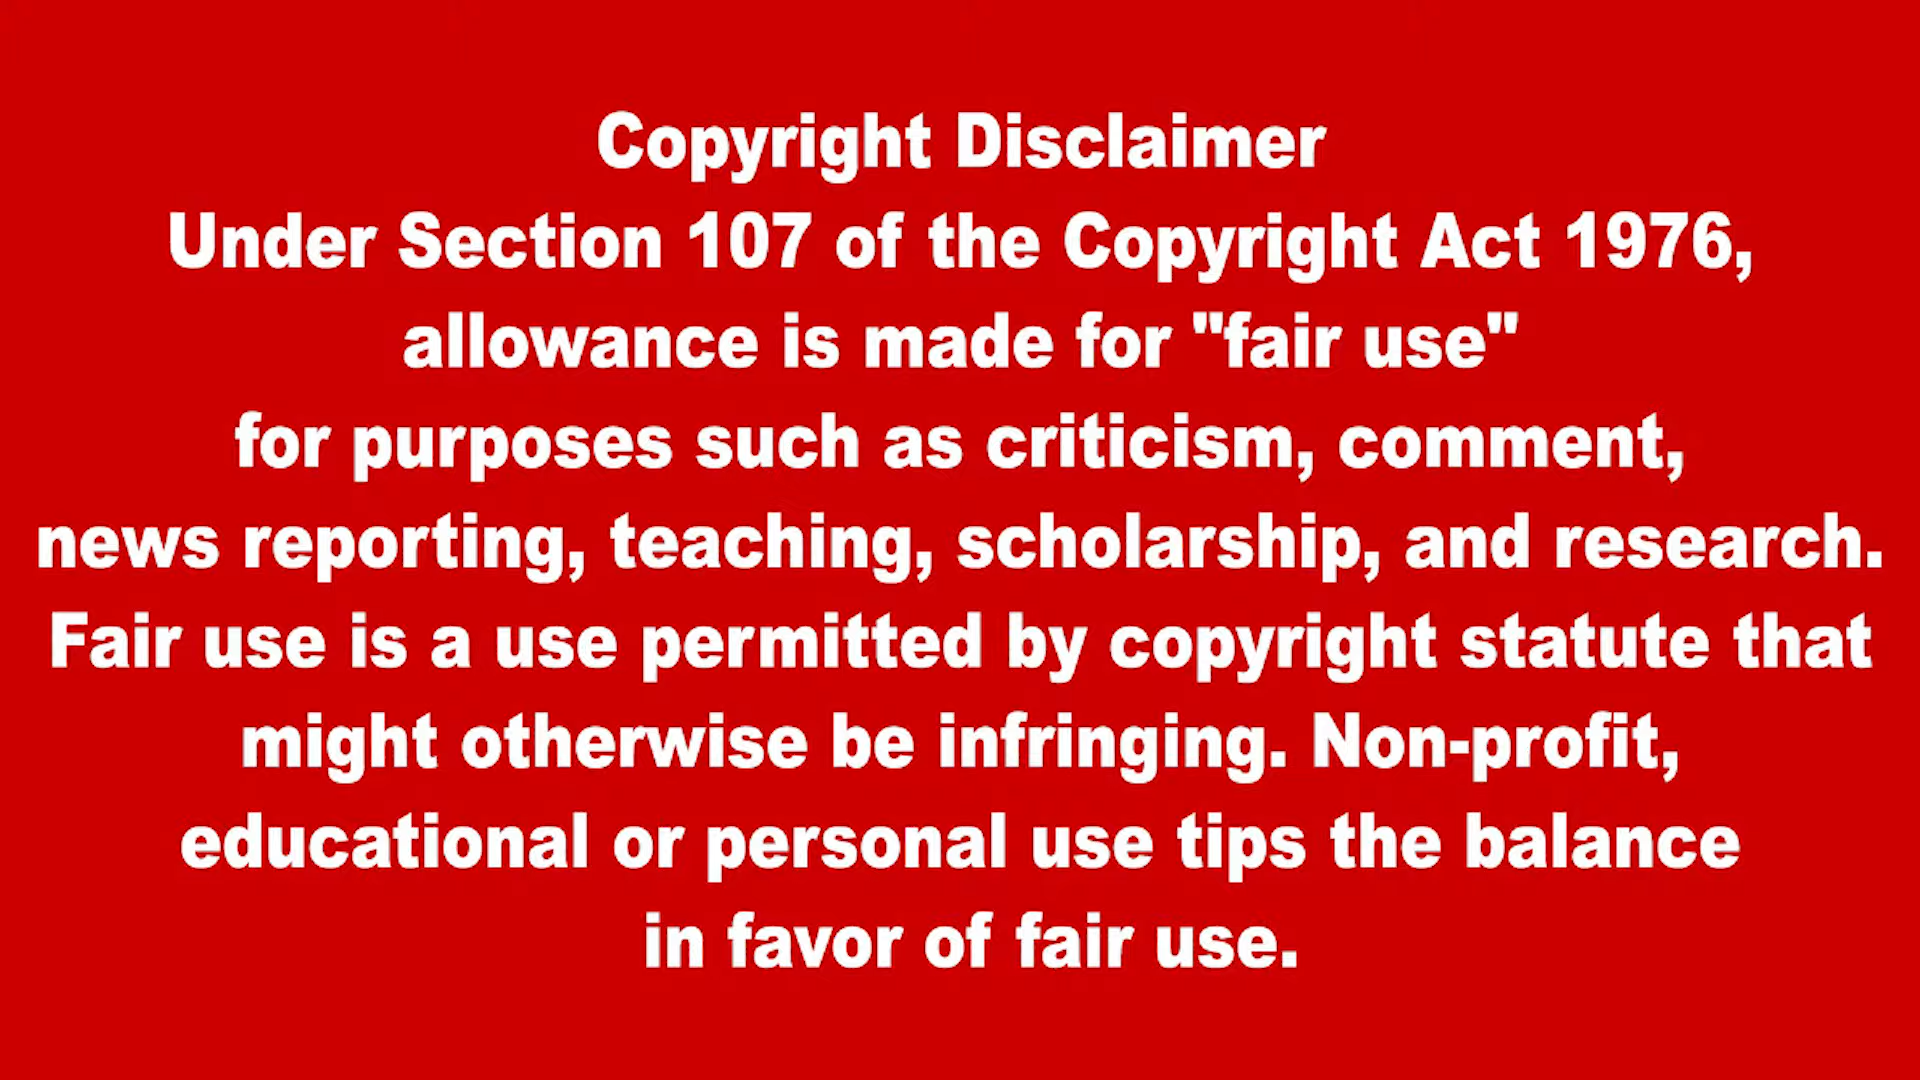 Copyright Disclaimer
Under Section 107 of the Copyright Act 1976,
allowance is made for "fair use"
for purposes such as criticism, comment,
news reporting, teaching, scholarship, and research.
Fair use is a use permitted by copyright statute that
might otherwise be infringing. Non-profit,
educational or personal use tips the balance
in favor of fair use.